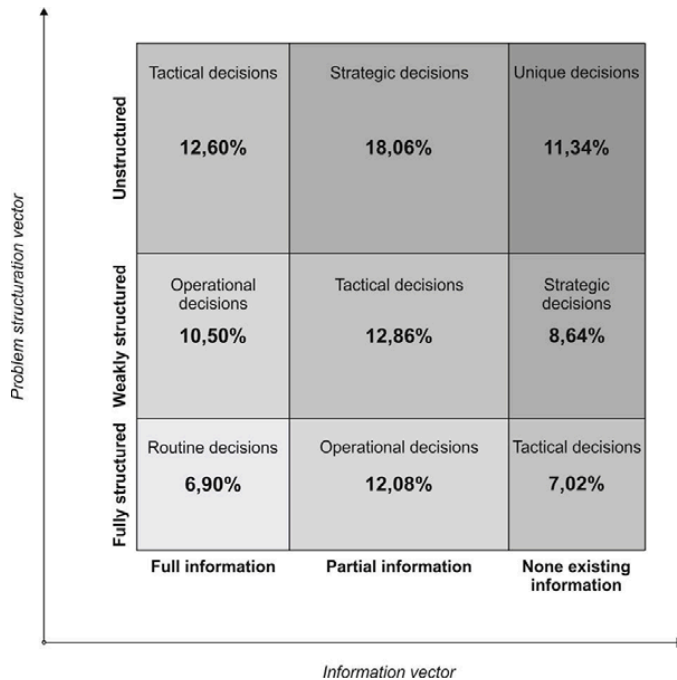 Problem structuration vector
Unstructured
Tactical decisions
12,60%
Strategic decisions
18,06%
Unique decisions
11,34%
Weakly structured
Operational
decisions
10,50%
Tactical decisions
12,86%
Strategic
decisions
8,64%
Fully structured
Routine decisions
6,90%
Operational decisions
12,08%
Tactical decisions
7,02%
Full information
Partial information
None existing
information
Information vector